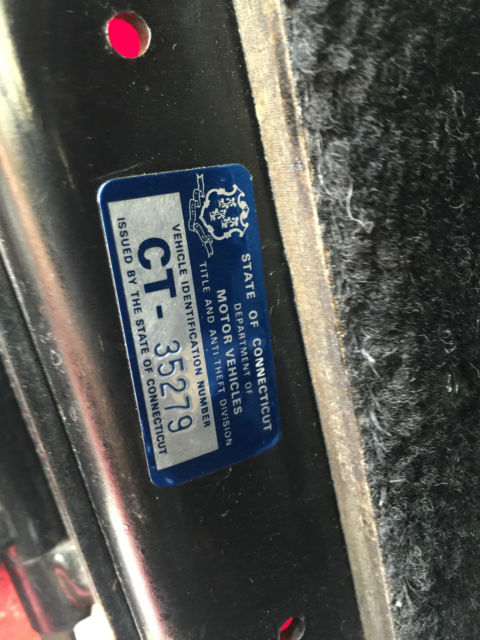 STATE OF CONNECTICUT
DEPARTMENT OF
MOTOR VEHICLES
TITLE AND ANTI-THEFT DIVISION
VEHICLE IDENTIFICATION NUMBER
CT - 35279
ISSUED BY THE STATE OF CONNECTICUT